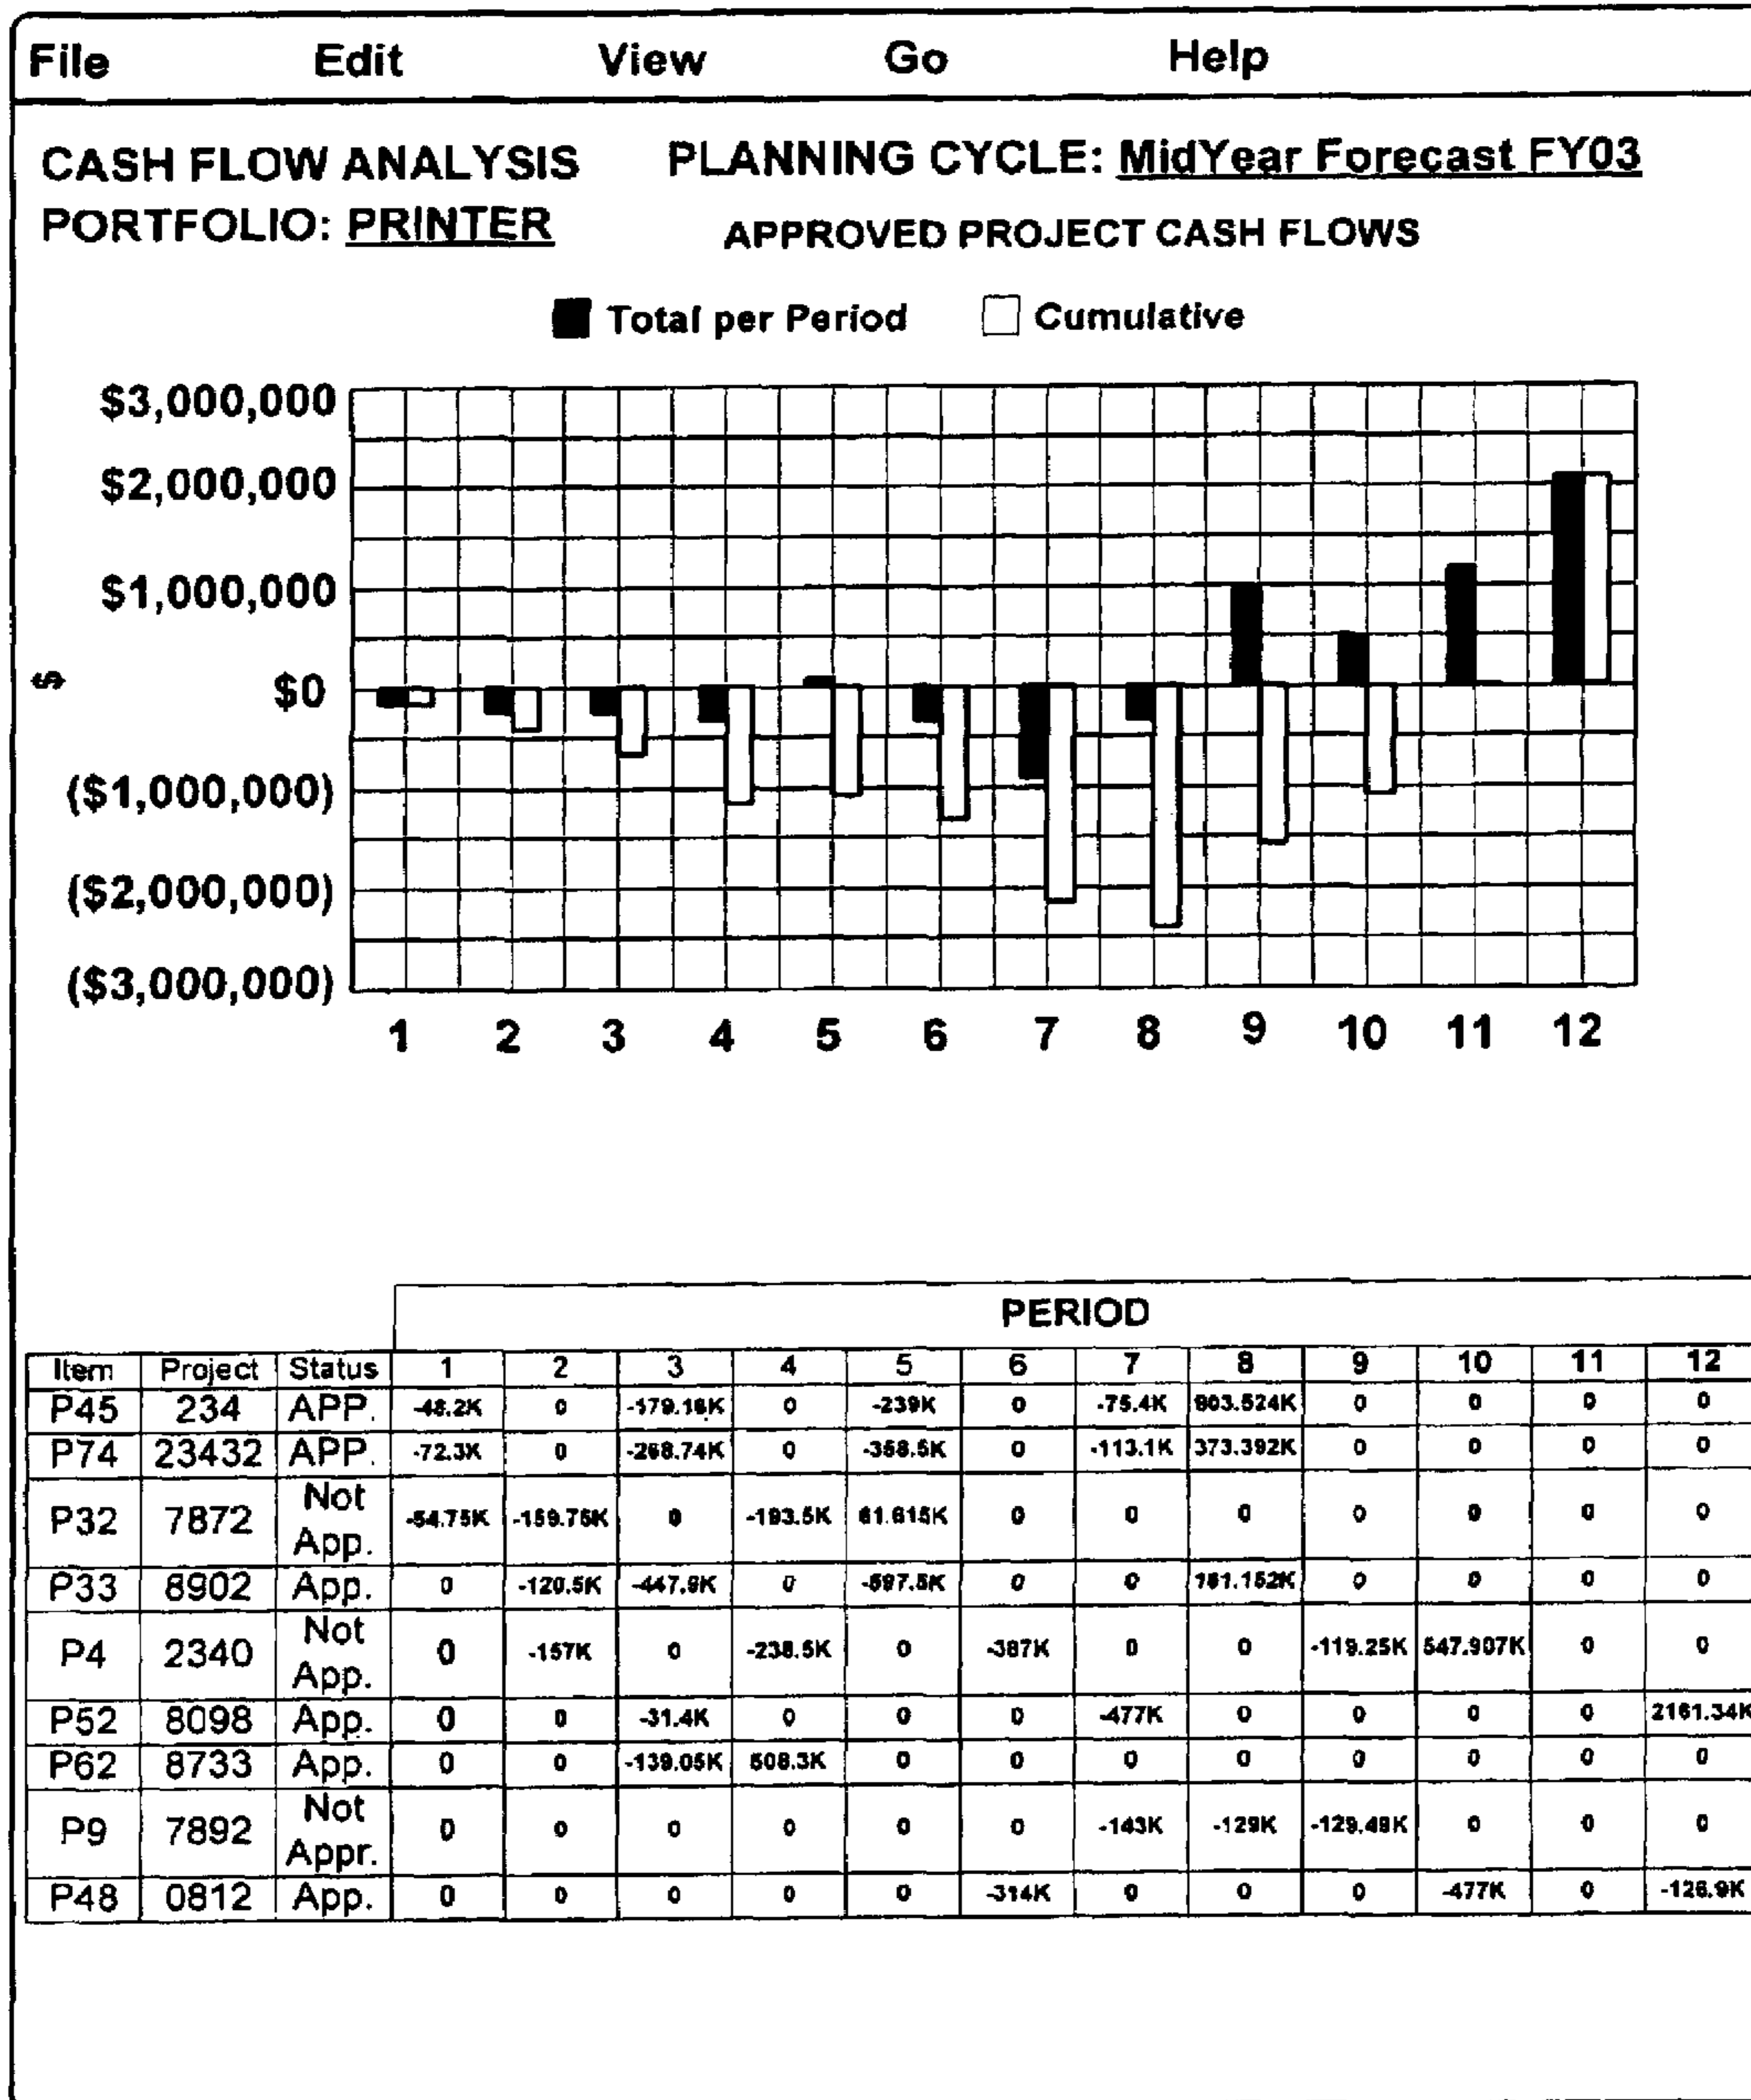 File Edit View Go Help
CASH FLOW ANALYSIS PLANNING CYCLE: MidYear Forecast FY03
PORTFOLIO: PRINTER APPROVED PROJECT CASH FLOWS
Total per Period Cumulative
$3,000,000
$2,000,000
$1,000,000
$
$0
($1,000,000)
($2,000,000)
($3,000,000)
1 2 3 4 5 6 7 8 9 10 11 12
PERIOD
Item Project Status 1 2 3 4 5 6 7 8 9 10 11 12
P45 234 APP. -48.2K 0 -179.16K 0 -239K 0 -75.4K 0 0 0 0
P74 23432 APP. -72.3K 0 -268.74K 0 -358.5K 0 -113.1K 373.392K 0 0 0 0
P32 7872 Not App. -54.75K -159.75K 0 -193.5K 61.615K 0 0 0 0 0 0 0
P33 8902 App. 0 -120.5K -447.9K 0 -597.5K 0 0 0 0 0 0
P4 2340 Not App. 0 -157K 0 -238.5K 0 -387K 0 0 -119.25K 547.907K 0 0
P52 8098 App. 0 0 -31.4K 0 0 0 -477K 0 0 0 0 2161.34K
P62 8733 App. 0 0 -139.05K 508.3K 0 0 0 0 0 0 0 0
P9 7892 Not Appr. 0 0 0 0 0 0 -143K -129K -129.49K 0 0 0
P48 0812 App. 0 0 0 0 0 -314K 0 0 0 -477K 0 -126.9K